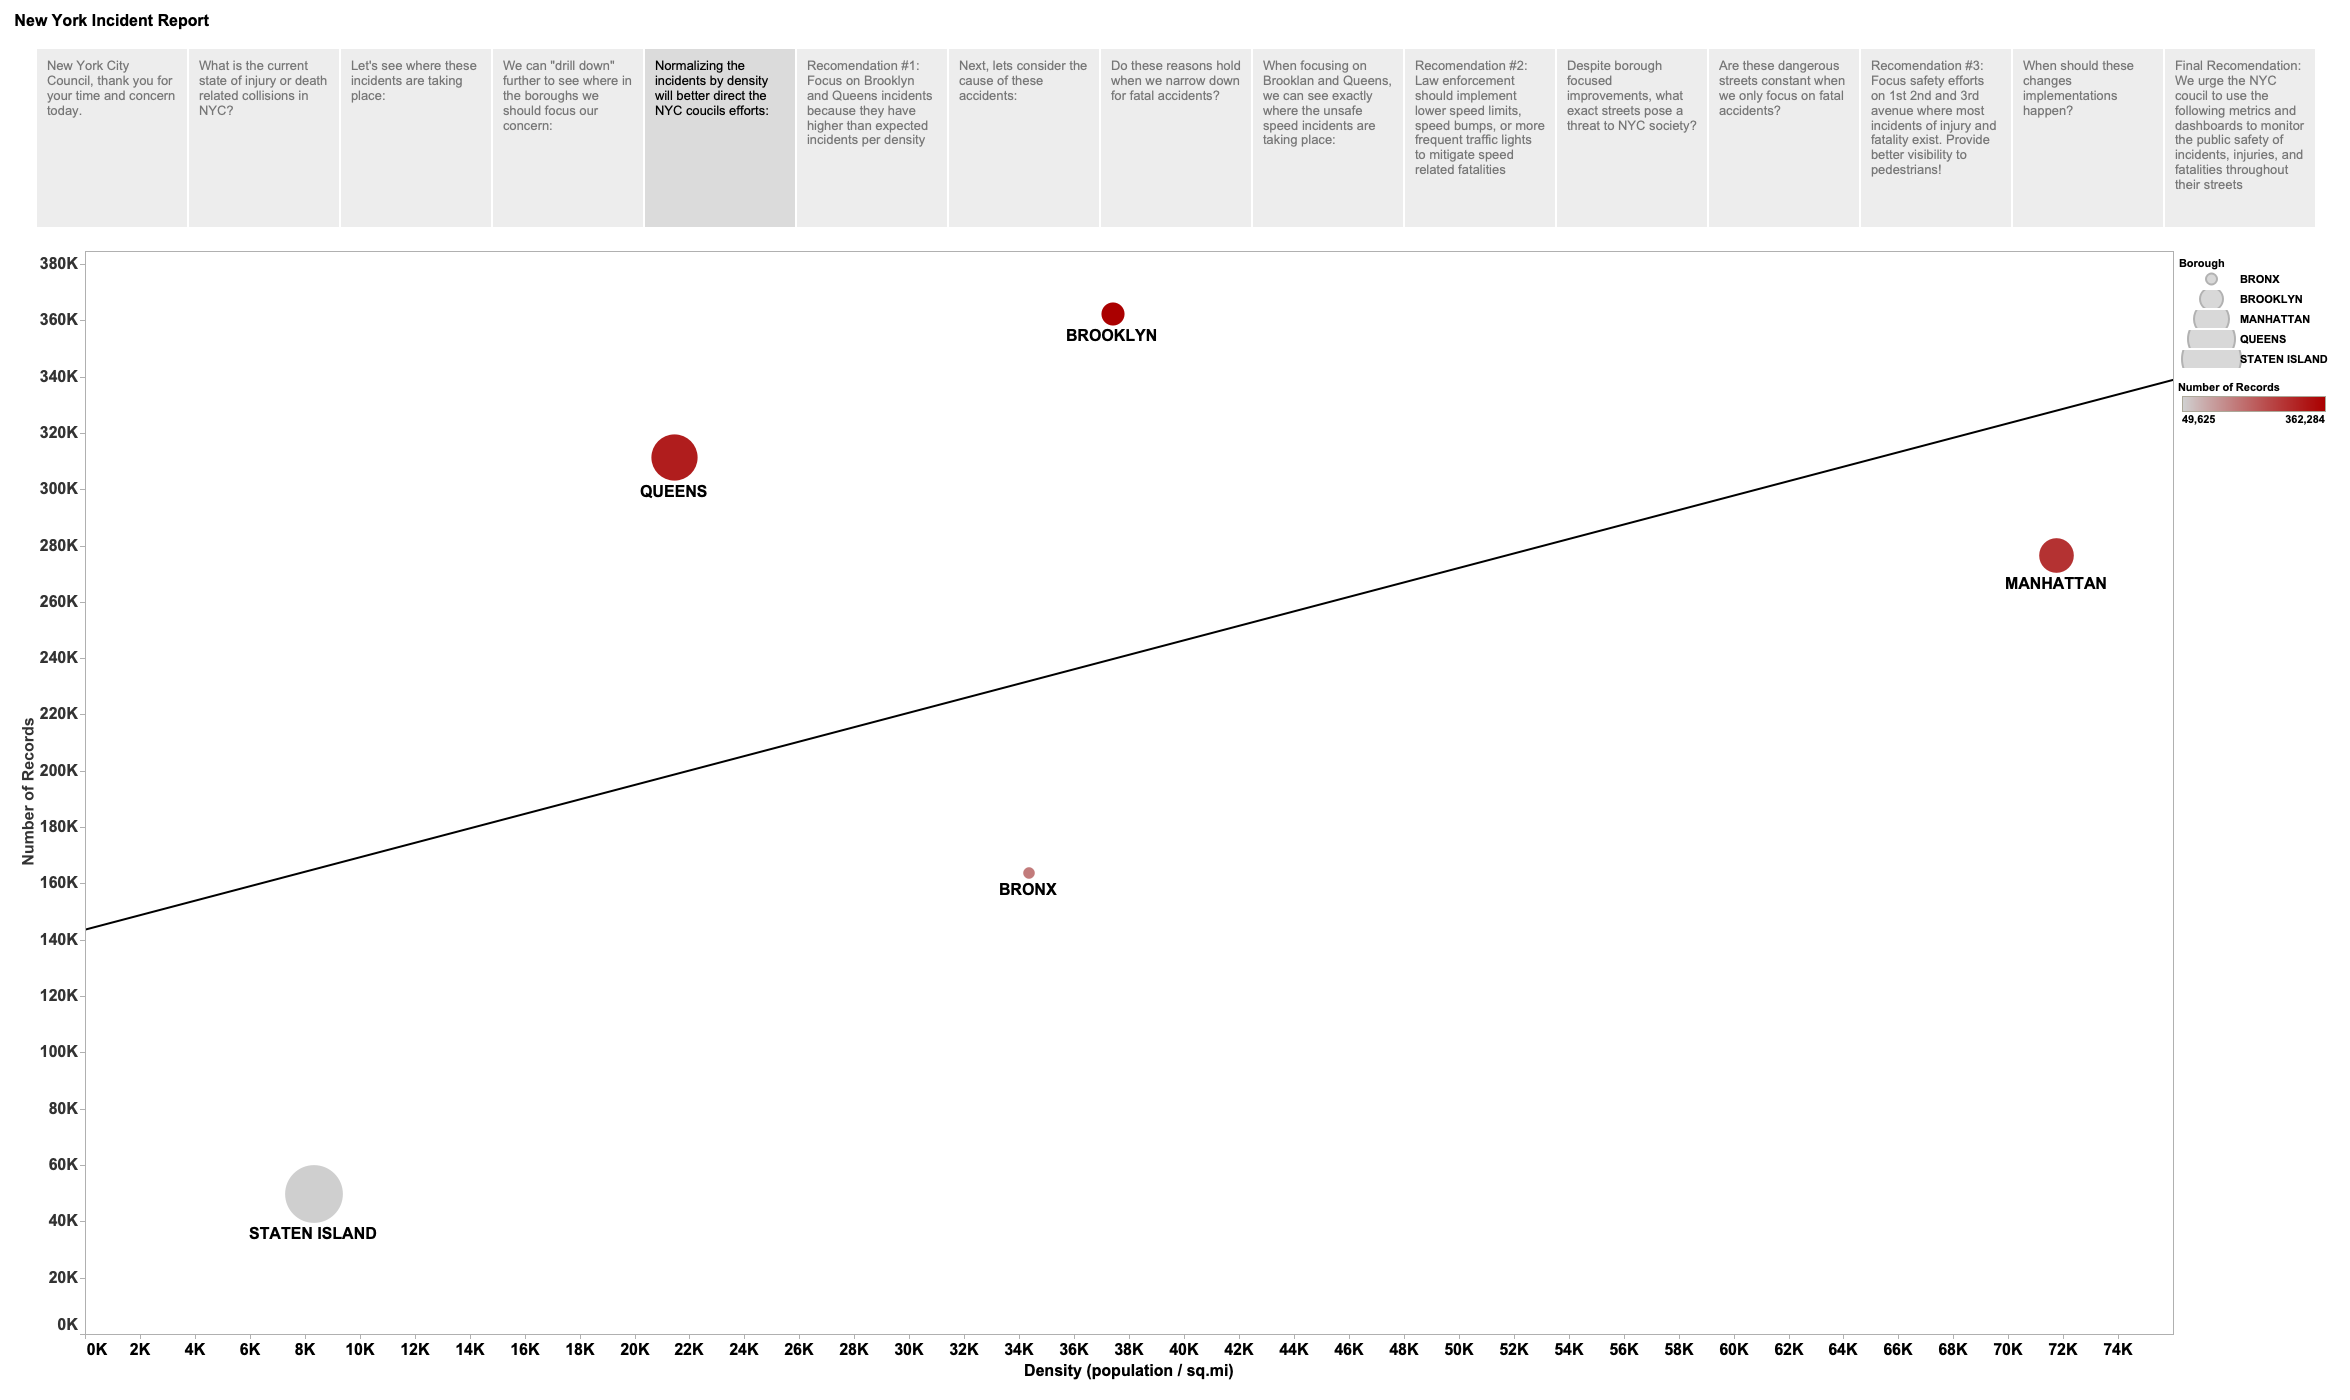 New York Incident Report
New York City
Council, thank you for
your time and concern
today.
What is the current
state of injury or death
related collisions in
NYC?
Let's see where these
incidents are taking
place:
We can "drill down"
further to see where in
the boroughs we
should focus our
concern:
Normalizing the
incidents by density
will better direct the
NYC coucils efforts:
Recomendation #1:
Focus on Brooklyn
and Queens incidents
because they have
higher than expected
incidents per density
Next, lets consider the
cause of these
accidents:
Do these reasons hold
when we narrow down
for fatal accidents?
When focusing on
Brooklan and Queens,
we can see exactly
where the unsafe
speed incidents are
taking place:
Recomendation #2:
Law enforcement
should implement
lower speed limits,
speed bumps, or more
frequent traffic lights
to mitigate speed
related fatalities
Despite borough
focused
improvements, what
exact streets pose a
threat to NYC society?
Are these dangerous
streets constant when
we only focus on fatal
accidents?
Recomendation #3:
Focus safety efforts
on 1st 2nd and 3rd
avenue where most
incidents of injury and
fatality exist. Provide
better visibility to
pedestrians!
When should these
changes
implementations
happen?
Final Recomendation:
We urge the NYC
coucil to use the
following metrics and
dashboards to monitor
the public safety of
incidents, injuries, and
fatalities throughout
their streets
380K
360K
340K
320K
300K
280K
260K
240K
220K
200K
180K
160K
140K
120K
100K
80K
60K
40K
20K
0K
Number of Records
BROOKLYN
QUEENS
MANHATTAN
BRONX
STATEN ISLAND
0K 2K 4K 6K 8K 10K 12K 14K 16K 18K 20K 22K 24K 26K 28K 30K 32K 34K 36K 38K 40K 42K 44K 46K 48K 50K 52K 54K 56K 58K 60K 62K 64K 66K 68K 70K 72K 74K
Density (population / sq.mi)
Borough
BRONX
BROOKLYN
MANHATTAN
QUEENS
STATEN ISLAND
Number of Records
49,625 362,284